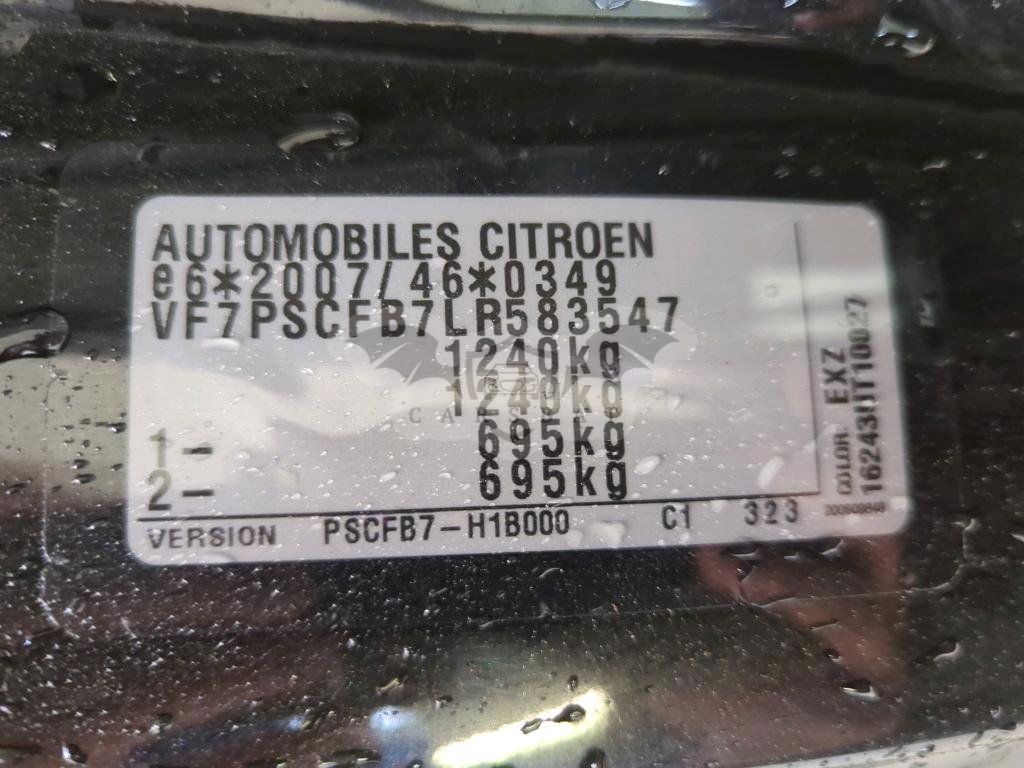 AUTOMOBILES CITROEN
e6*2007/46*0349
VF7PSCFB7LR583547
1240kg
1240kg
1- 695kg
2- 695kg
VERSION PSCFB7-H1B000 C1 323
COLOR EXZ
16243UT10027